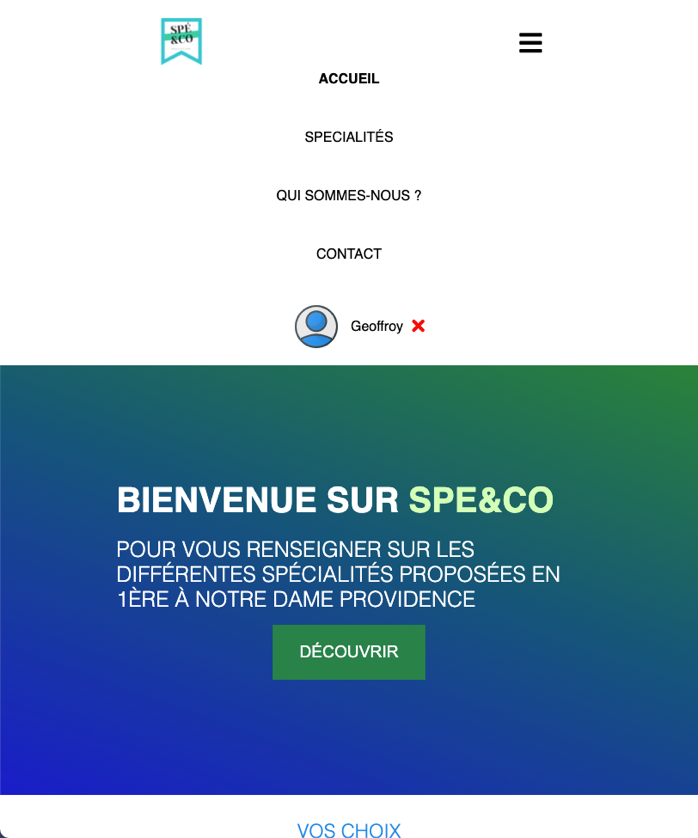 SPÉ
&CO
ACCUEIL
SPECIALITÉS
QUI SOMMES-NOUS ?
CONTACT
Geoffroy
BIENVENUE SUR SPE&CO
POUR VOUS RENSEIGNER SUR LES
DIFFÉRENTES SPÉCIALITÉS PROPOSÉES EN
1ÈRE À NOTRE DAME PROVIDENCE
DÉCOUVRIR
VOS CHOIX